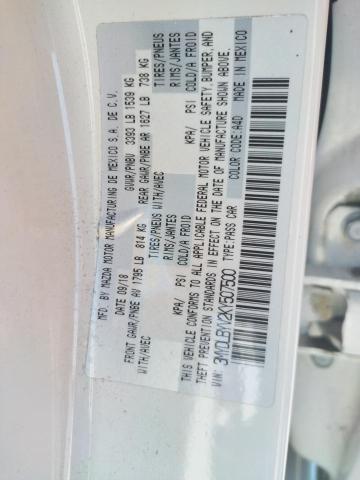 MFD. BY MAZDA MOTOR MANUFACTURING DE MEXICO S.A. DE C.V.
DATE 09/18 GVWR/PNBV 3393 LB 1539 KG
FRONT GAWR/PNBE AV 1795 LB 814 KG REAR GAWR/PNBE AR 1627 LB 738 KG
WITH/AVEC TIRES/PNEUS WITH/AVEC TIRES/PNEUS
RIMS/JANTES RIMS/JANTES
KPA/ PSI COLD/A FROID KPA/ PSI COLD/A FROID
THIS VEHICLE CONFORMS TO ALL APPLICABLE FEDERAL MOTOR VEHICLE SAFETY, BUMPER, AND
THEFT PREVENTION STANDARDS IN EFFECT ON THE DATE OF MANUFACTURE SHOWN ABOVE.
VIN: 3MYDLBYV2KY507500 TYPE: PASS CAR COLOR CODE: A4D MADE IN MEXICO